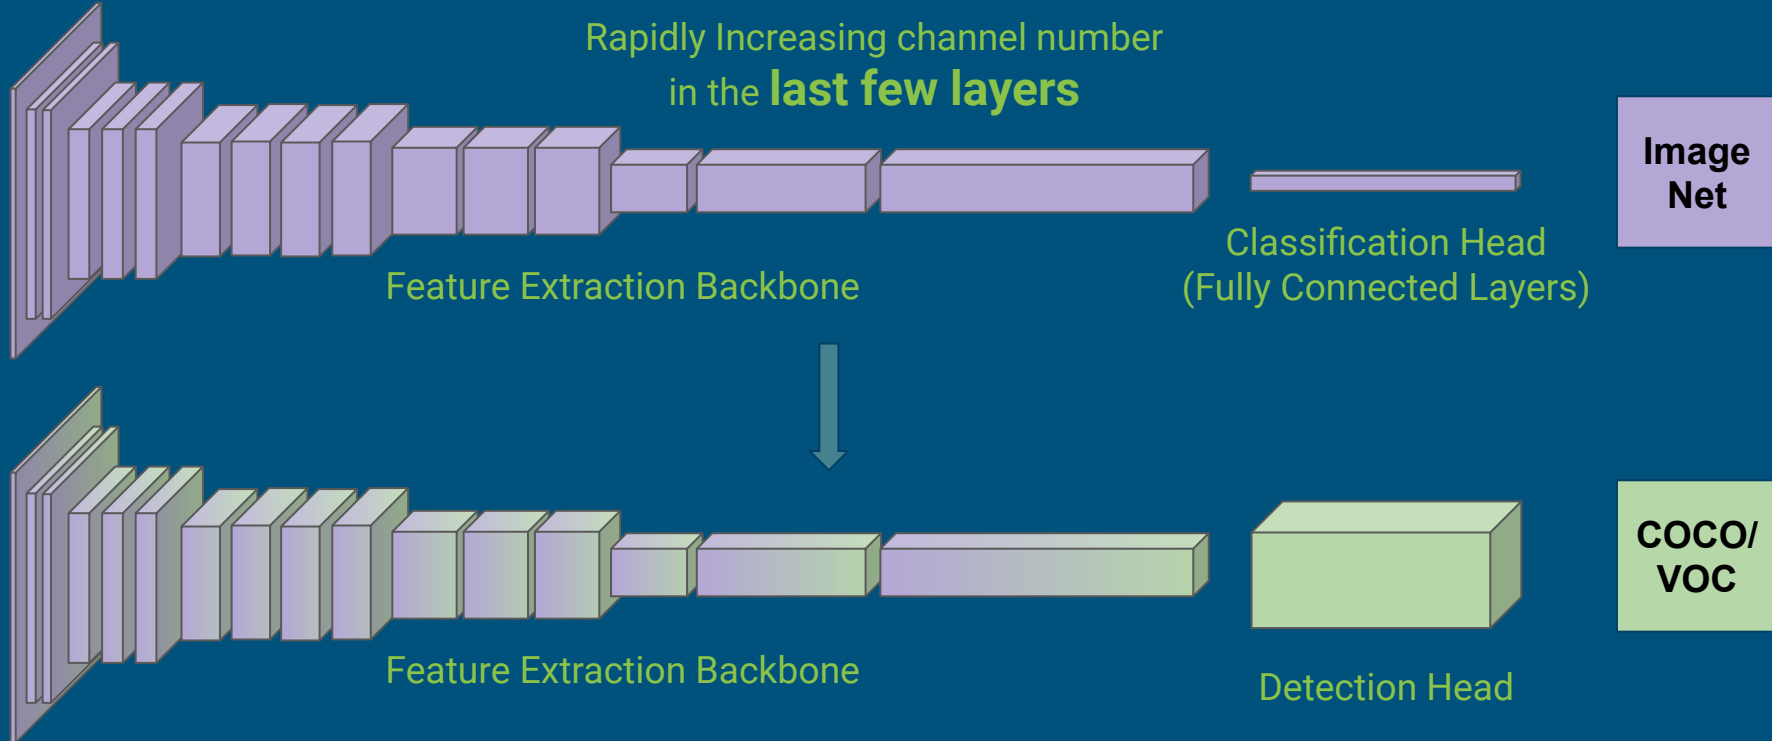 Rapidly Increasing channel number
in the last few layers
Image
Net
Classification Head
(Fully Connected Layers)
Feature Extraction Backbone
COCO/
VOC
Feature Extraction Backbone
Detection Head